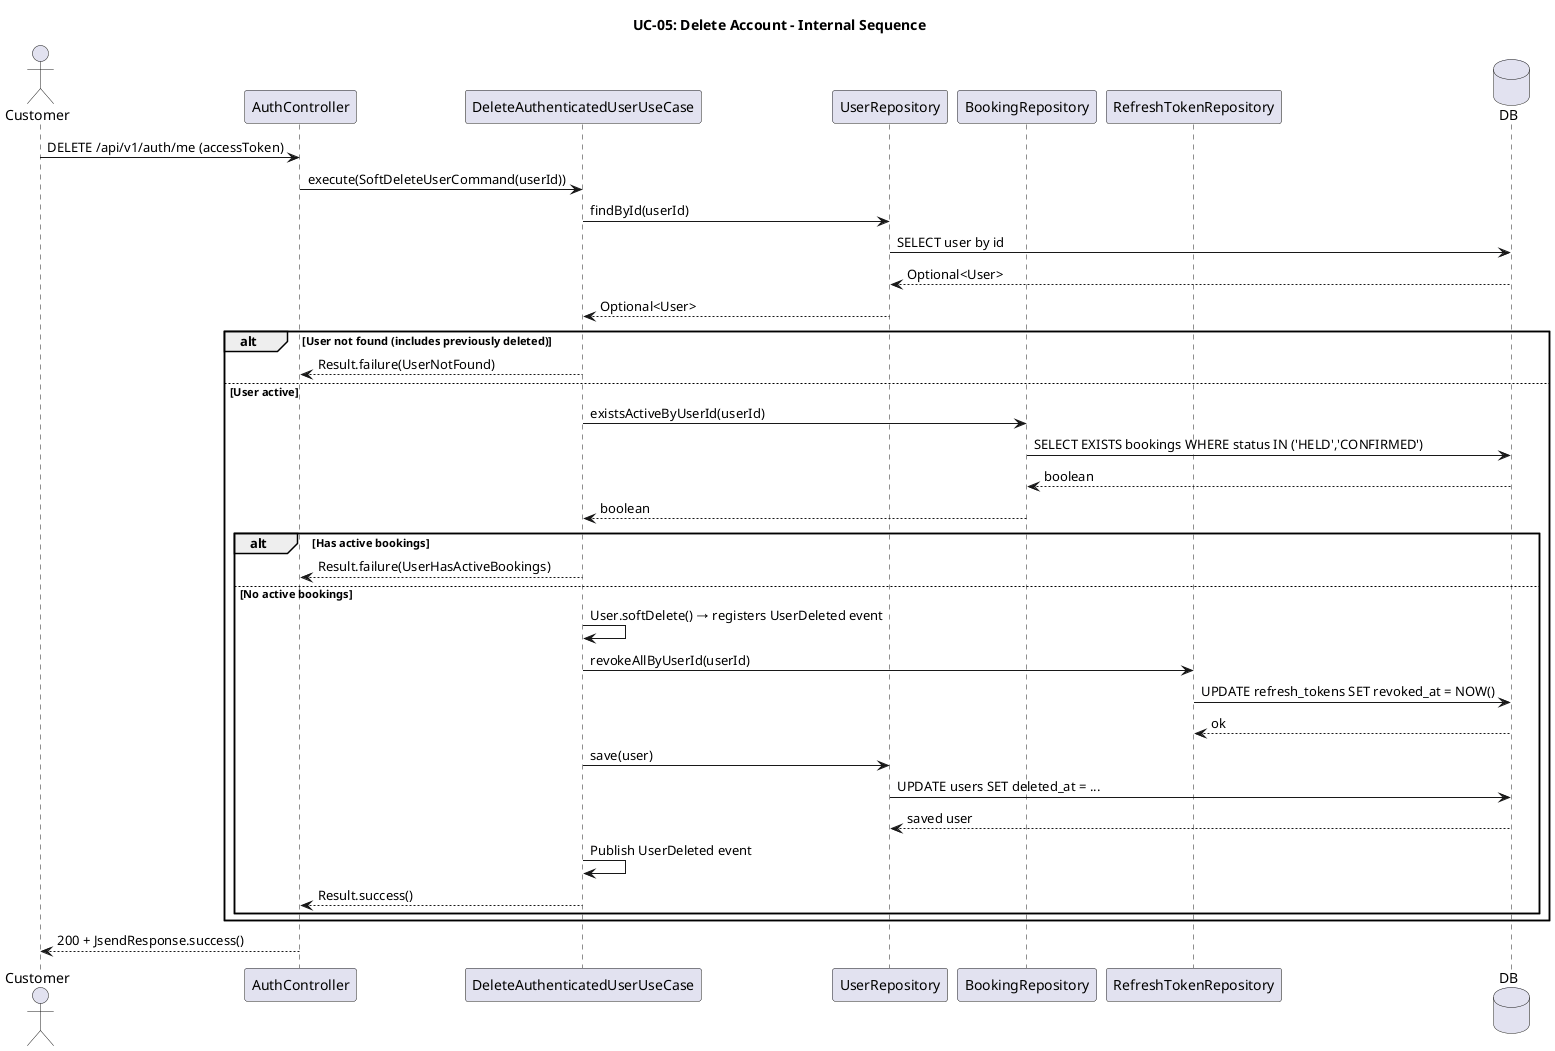 UC-05: Delete Account - Internal Sequence
Customer
AuthController
DeleteAuthenticatedUserUseCase
UserRepository
BookingRepository
RefreshTokenRepository
DB
DELETE /api/v1/auth/me (accessToken)
execute(SoftDeleteUserCommand(userId))
findById(userId)
SELECT user by id
Optional<User>
Optional<User>
alt [User not found (includes previously deleted)]
Result.failure(UserNotFound)
[User active]
existsActiveByUserId(userId)
SELECT EXISTS bookings WHERE status IN ('HELD','CONFIRMED')
boolean
boolean
alt [Has active bookings]
Result.failure(UserHasActiveBookings)
[No active bookings]
User.softDelete() → registers UserDeleted event
revokeAllByUserId(userId)
UPDATE refresh_tokens SET revoked_at = NOW()
ok
save(user)
UPDATE users SET deleted_at = ...
saved user
Publish UserDeleted event
Result.success()
200 + JsendResponse.success()
Customer
AuthController
DeleteAuthenticatedUserUseCase
UserRepository
BookingRepository
RefreshTokenRepository
DB